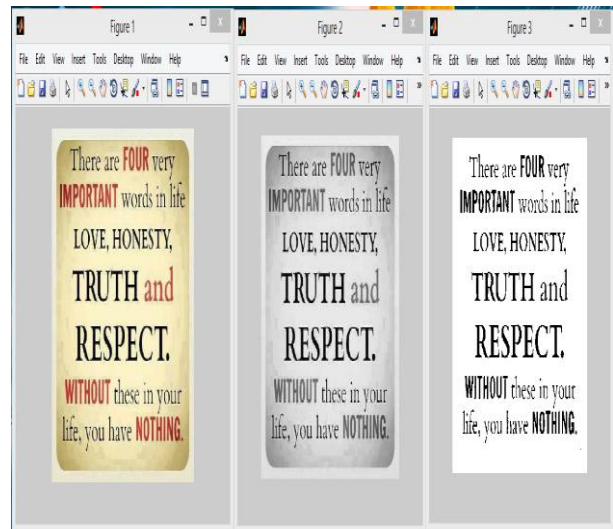 Figure 1
File Edit View Insert Tools Desktop Window Help
There are FOUR very
IMPORTANT words in life
LOVE, HONESTY,
TRUTH and
RESPECT.
WITHOUT these in your
life, you have NOTHING.
Figure 2
File Edit View Insert Tools Desktop Window Help
There are FOUR very
IMPORTANT words in life
LOVE, HONESTY,
TRUTH and
RESPECT.
WITHOUT these in your
life, you have NOTHING.
Figure 3
File Edit View Insert Tools Desktop Window Help
There are FOUR very
IMPORTANT words in life
LOVE, HONESTY,
TRUTH and
RESPECT.
WITHOUT these in your
life, you have NOTHING.